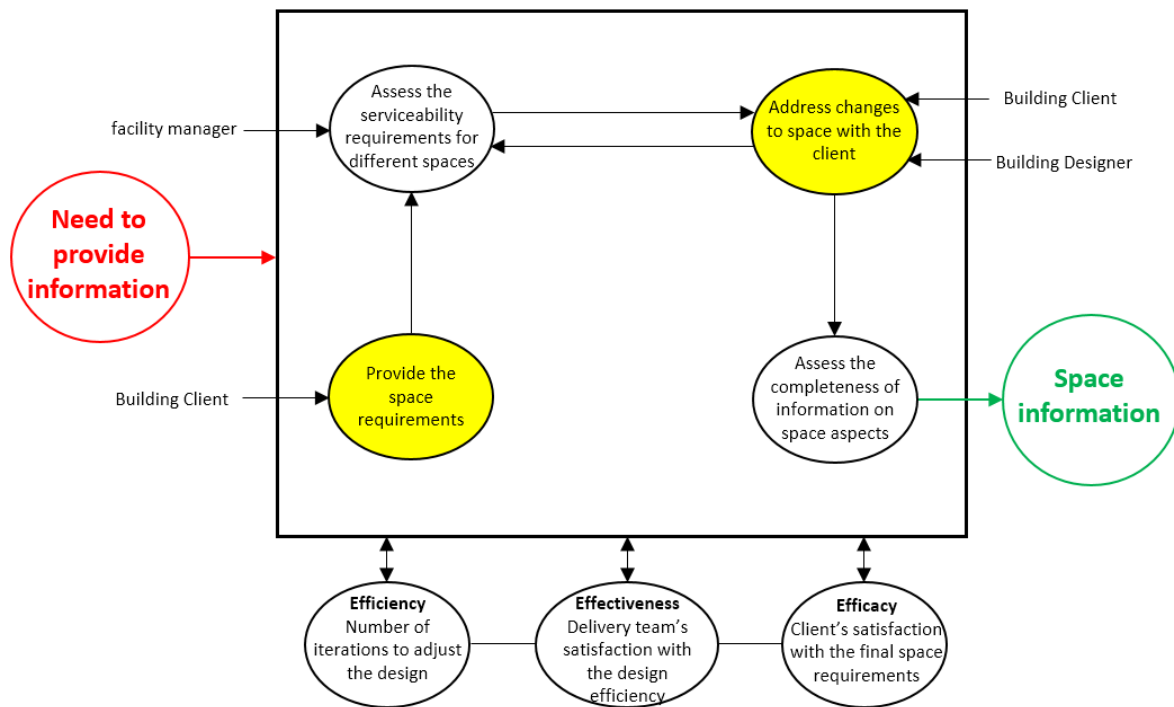 Assess the
serviceability
requirements for
different spaces
Address changes
to space with the
client
Building Client
facility manager
Building Designer
Need to
provide
information
Provide the
space
requirements
Building Client
Assess the
completeness of
information on
space aspects
Space
information
Efficiency
Number of
iterations to adjust
the design
Effectiveness
Delivery team's
satisfaction with
the design
efficiency
Efficacy
Client's satisfaction
with the final space
requirements